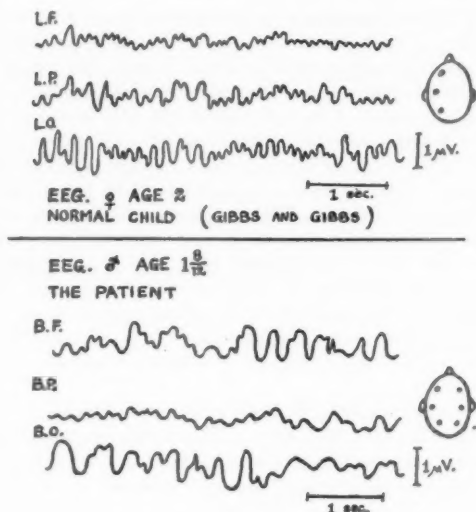 L.F.
L.P.
L.O.
1 μV.
1 sec.
EEG. ♀ AGE 2
NORMAL CHILD (GIBBS AND GIBBS)
EEG. ♂ AGE 1 8/12
THE PATIENT
B.F.
B.P.
B.O.
1 μV.
1 sec.